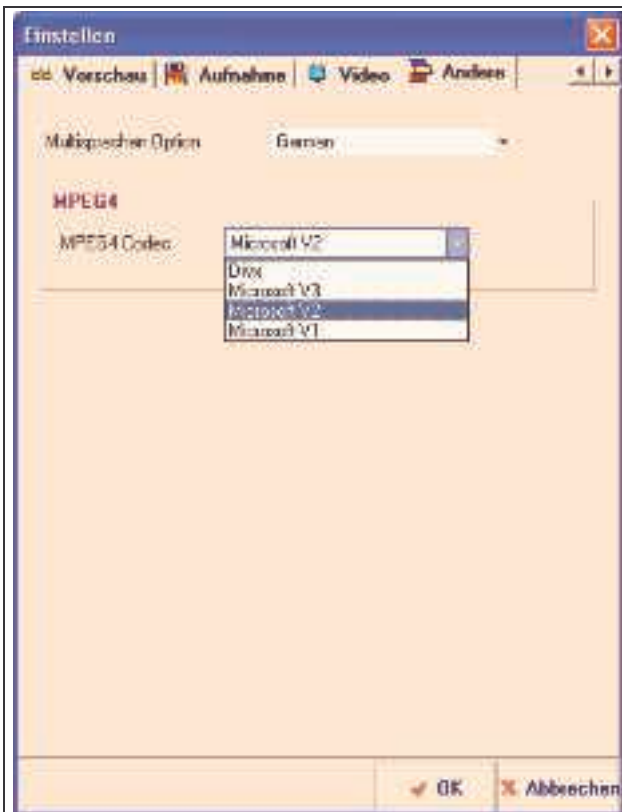 Einstellen
Vorschau Aufnahme Video Andere
Multisprachen Option German
MPEG4
MPEG4 Codec Microsoft V2
Divx
Microsoft V3
Microsoft V2
Microsoft V1
OK Abbrechen